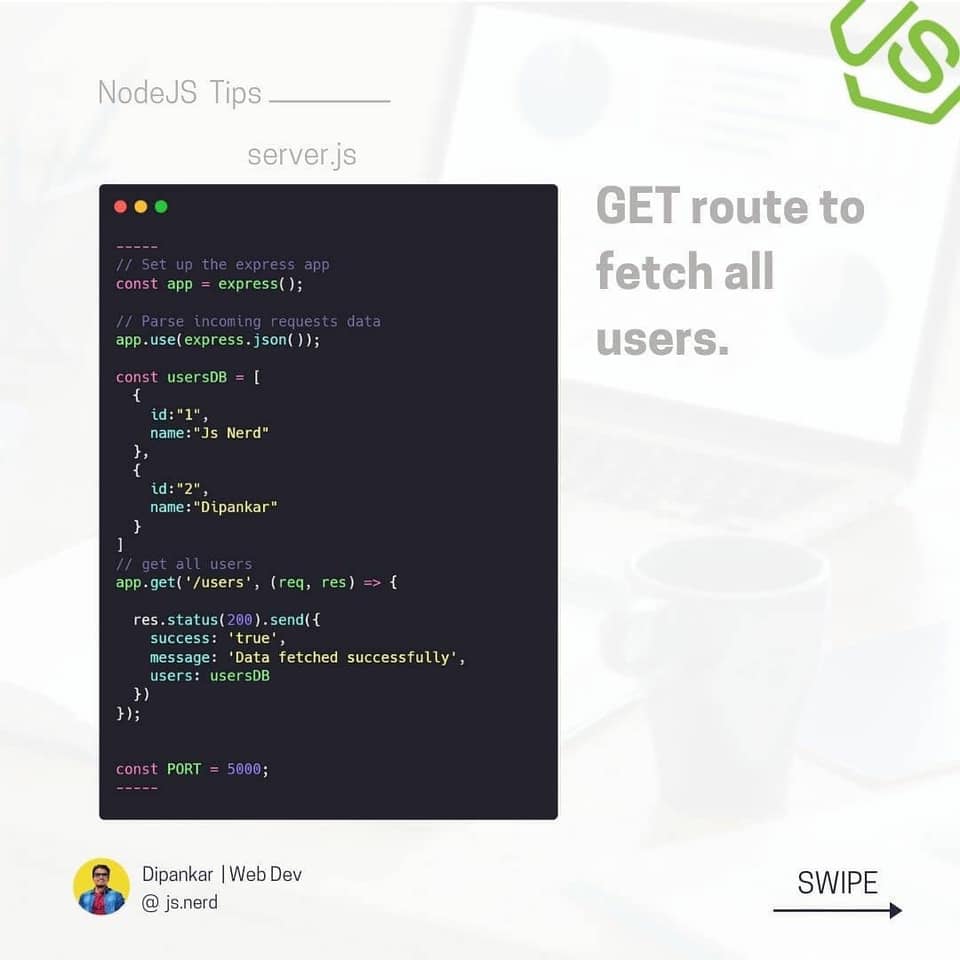 JS
NodeJS Tips
server.js
GET route to
fetch all
users.
-----
// Set up the express app
const app = express();
// Parse incoming requests data
app.use(express.json());
const usersDB = [
  {
    id:"1",
    name:"Js Nerd"
  },
  {
    id:"2",
    name:"Dipankar"
  }
]
// get all users
app.get('/users', (req, res) => {
  res.status(200).send({
    success: 'true',
    message: 'Data fetched successfully',
    users: usersDB
  })
});
const PORT = 5000;
-----
Dipankar | Web Dev
@ js.nerd
SWIPE